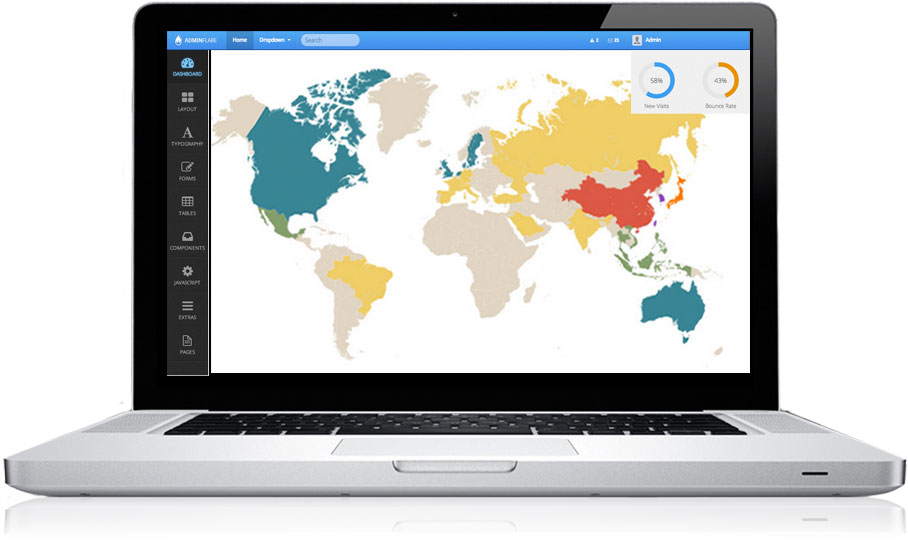 ADMINFLARE Home Dropdown Search 2 25 Admin
DASHBOARD
LAYOUT
A
TYPOGRAPHY
FORMS
TABLES
COMPONENTS
JAVASCRIPT
EXTRAS
PAGES
58% 43%
New Visits Bounce Rate